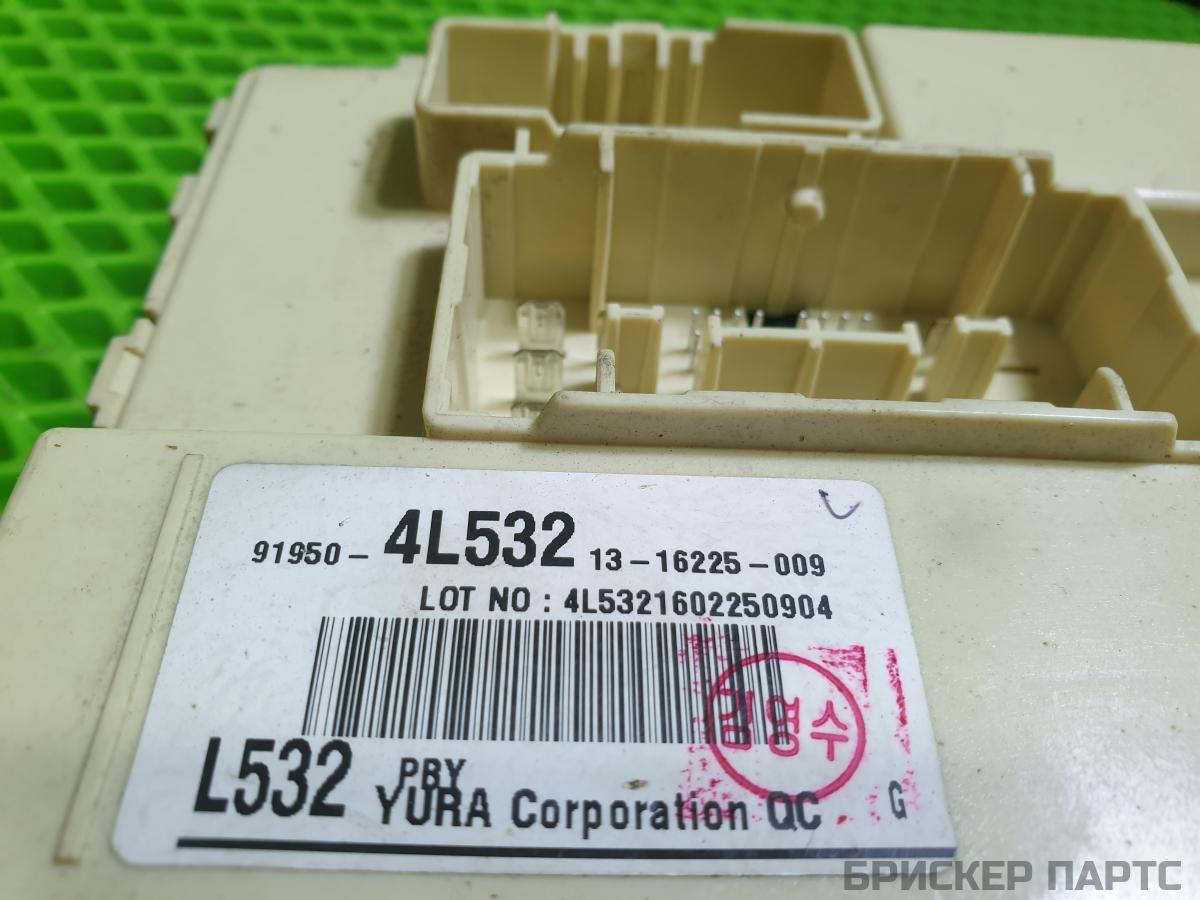 91950-4L532 13-16225-009
LOT NO : 4L5321602250904
김영수
L532 PBY
YURA Corporation QC G
БРИСКЕР ПАРТС